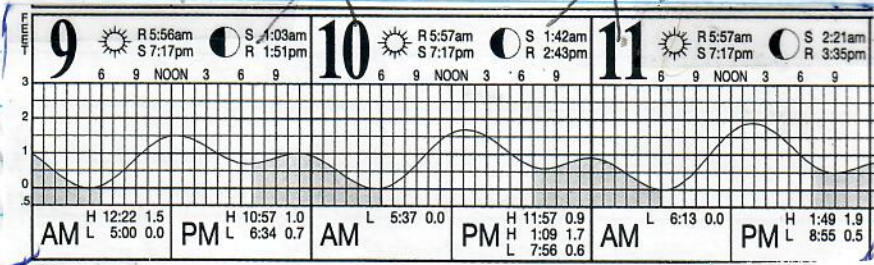 FEET
9 R 5:56am S 1:03am 10 R 5:57am S 1:42am 11 R 5:57am S 2:21am
S 7:17pm R 1:51pm S 7:17pm R 2:43pm S 7:17pm R 3:35pm
6 9 NOON 3 6 9 6 9 NOON 3 6 9 6 9 NOON 3 6 9
3
2
1
0
.5
AM H 12:22 1.5
L 5:00 0.0
PM H 10:57 1.0
L 6:34 0.7
AM L 5:37 0.0
PM H 11:57 0.9
H 1:09 1.7
L 7:56 0.6
AM L 6:13 0.0
PM H 1:49 1.9
L 8:55 0.5